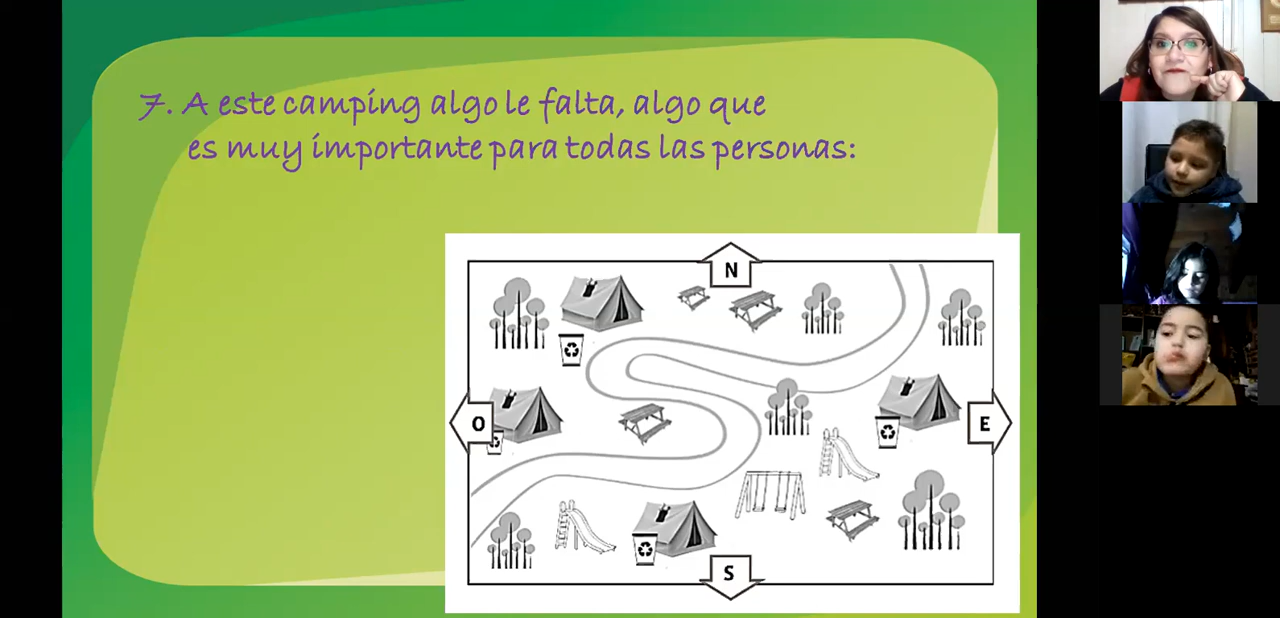 7. A este camping algo le falta, algo que
es muy importante para todas las personas:
N
O
E
S